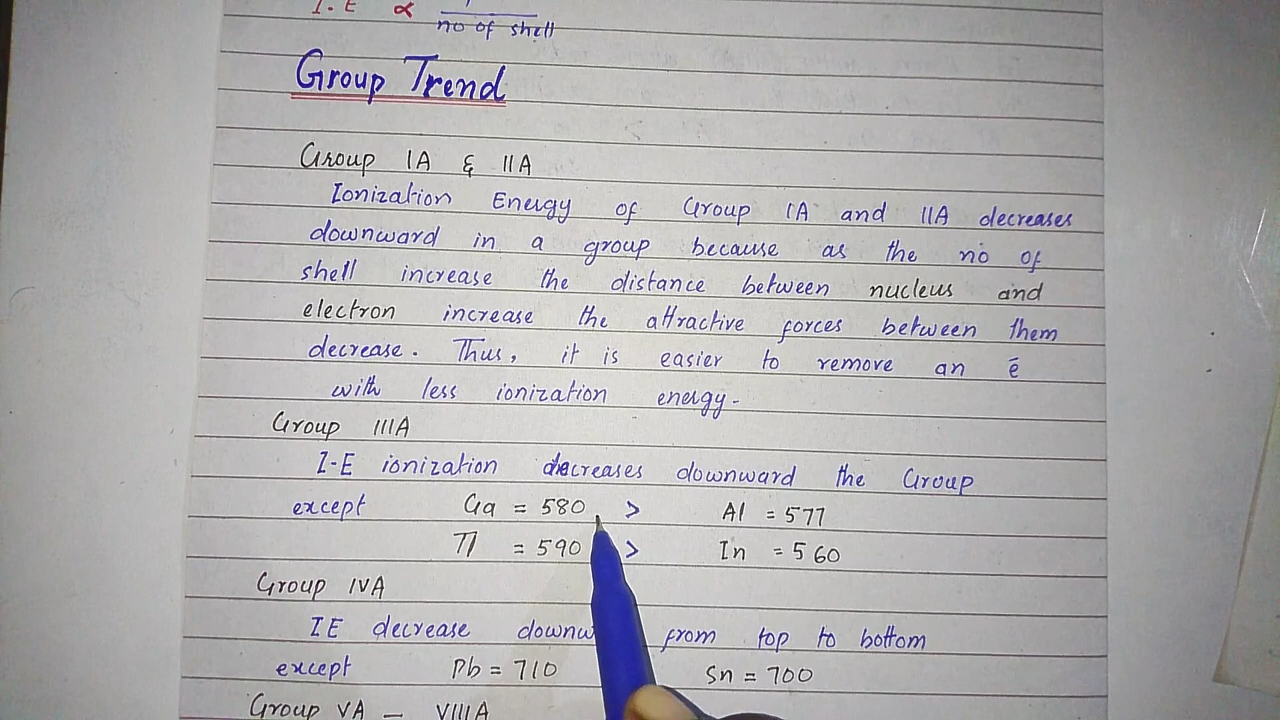 I.E ∝ 1/no of shell
Group Trend
Group IA & IIA
Ionization Energy of Group IA and IIA decreases
downward in a group because as the no of
shell increase the distance between nucleus and
electron increase the attractive forces between them
decrease. Thus, it is easier to remove an ē
with less ionization energy.
Group IIIA
I-E ionization decreases downward the Group
except Ga = 580 > Al = 577
Tl = 590 > In = 560
Group IVA
IE decrease downw from top to bottom
except Pb = 710 Sn = 700
Group VA - VIIIA